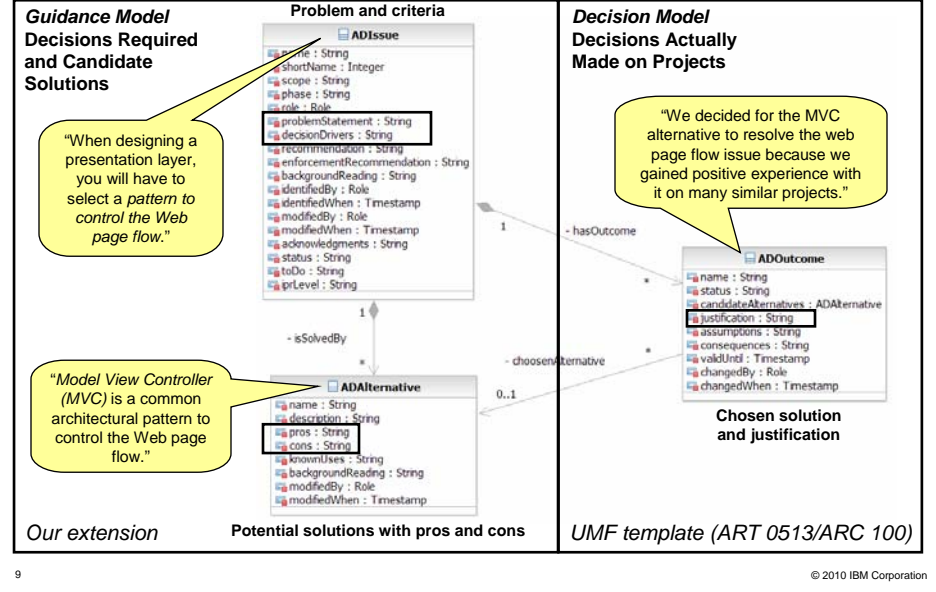 Guidance Model
Decisions Required
and Candidate
Solutions
Problem and criteria
ADIssue
name : String
shortName : Integer
scope : String
phase : String
role : Role
problemStatement : String
decisionDrivers : String
recommendation : String
enforcementRecommendation : String
backgroundReading : String
identifiedBy : Role
identifiedWhen : Timestamp
modifiedBy : Role
modifiedWhen : Timestamp
acknowledgments : String
status : String
toDo : String
iprLevel : String
“When designing a
presentation layer,
you will have to
select a pattern to
control the Web
page flow.”
1
- isSolvedBy
*
“Model View Controller
(MVC) is a common
architectural pattern to
control the Web page
flow.”
ADAlternative
name : String
description : String
pros : String
cons : String
knownUses : String
backgroundReading : String
modifiedBy : Role
modifiedWhen : Timestamp
Our extension
Potential solutions with pros and cons
Decision Model
Decisions Actually
Made on Projects
“We decided for the MVC
alternative to resolve the web
page flow issue because we
gained positive experience with
it on many similar projects.”
1
- hasOutcome
*
ADOutcome
name : String
status : String
candidateAlternatives : ADAlternative
justification : String
assumptions : String
consequences : String
validUntil : Timestamp
changedBy : Role
changedWhen : Timestamp
- choosenAlternative
*
0..1
Chosen solution
and justification
UMF template (ART 0513/ARC 100)
9
© 2010 IBM Corporation